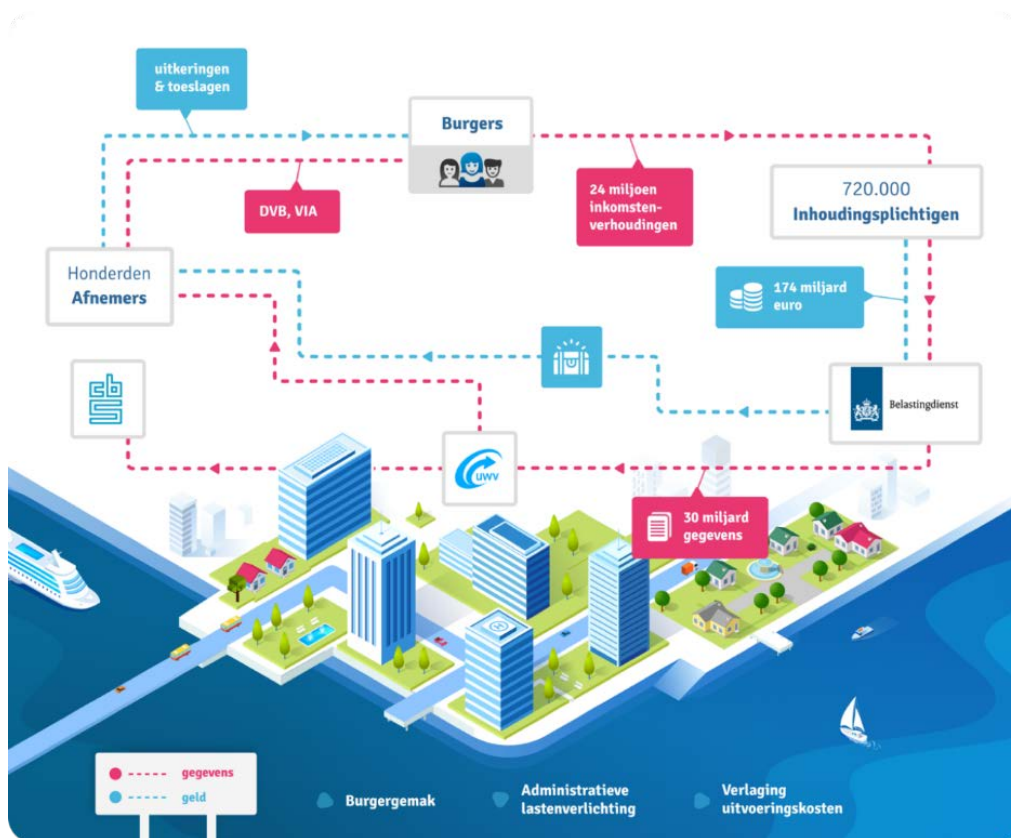 uitkeringen
& toeslagen
Burgers
DVB, VIA
24 miljoen
inkomsten-
verhoudingen
720.000
Inhoudingsplichtigen
Honderden
Afnemers
174 miljard
euro
cbs
Belastingdienst
UWV
30 miljard
gegevens
H
gegevens
geld
Burgergemak
Administratieve
lastenverlichting
Verlaging
uitvoeringskosten